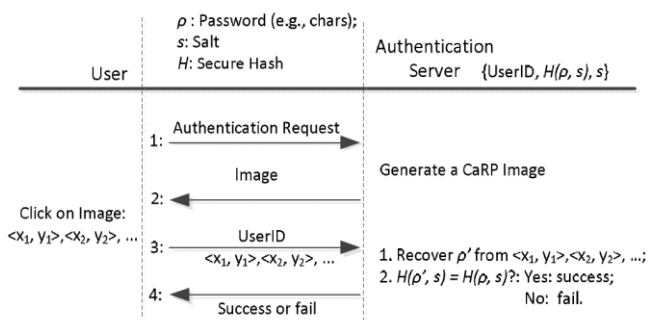 ρ : Password (e.g., chars);
s: Salt
H: Secure Hash
User
Authentication
Server {UserID, H(ρ, s), s}
1: Authentication Request
Generate a CaRP Image
2: Image
Click on Image:
<x₁, y₁>,<x₂, y₂>, ...
3: UserID
<x₁, y₁>,<x₂, y₂>, ...
1. Recover ρ’ from <x₁, y₁>,<x₂, y₂>, ...;
2. H(ρ’, s) = H(ρ, s)?: Yes: success;
No: fail.
4: Success or fail